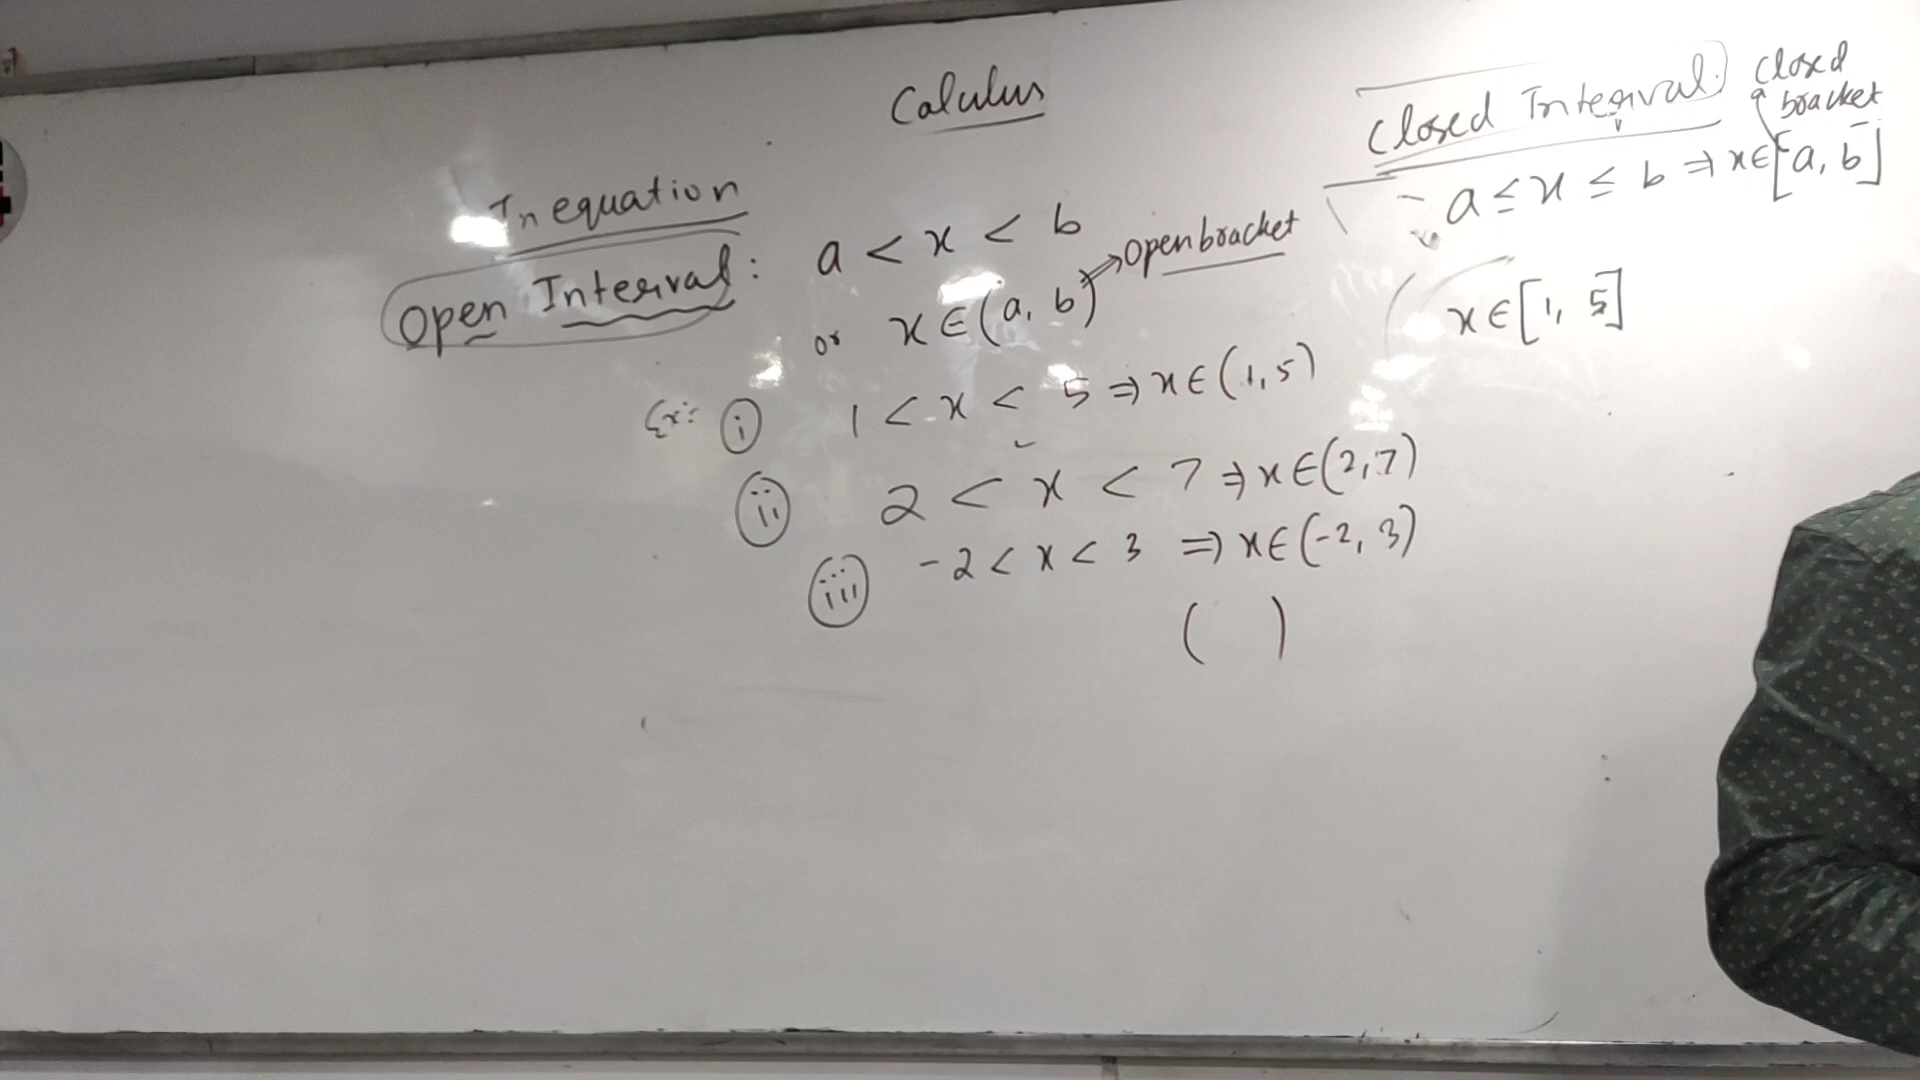 Calculus
Inequation
Open Interval: a < x < b
or x ∈ (a, b) ⇒ Open bracket
Ex:- (i) 1 < x < 5 ⇒ x ∈ (1, 5)
(ii) 2 < x < 7 ⇒ x ∈ (2, 7)
(iii) -2 < x < 3 ⇒ x ∈ (-2, 3)
( )
Closed Interval
closed bracket
a ≤ x ≤ b ⇒ x ∈ [a, b]
x ∈ [1, 5]